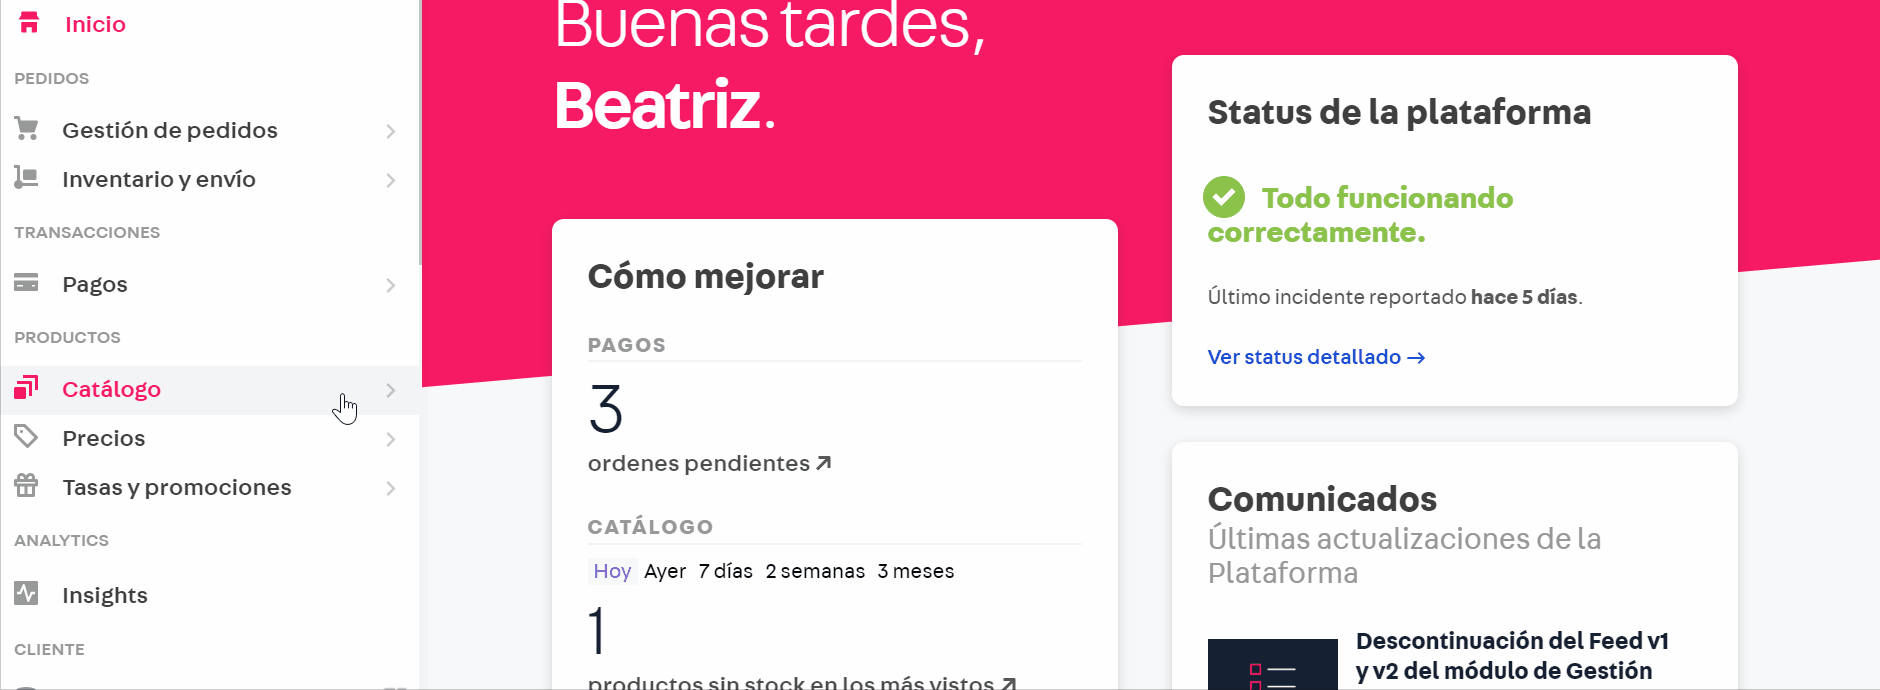 Inicio
PEDIDOS
Gestión de pedidos
Inventario y envío
TRANSACCIONES
Pagos
PRODUCTOS
Catálogo
Precios
Tasas y promociones
ANALYTICS
Insights
CLIENTE
Buenas tardes,
Beatriz.
Cómo mejorar
PAGOS
3
ordenes pendientes
CATÁLOGO
Hoy Ayer 7 días 2 semanas 3 meses
1
productos sin stock en los más vistos
Status de la plataforma
Todo funcionando
correctamente.
Último incidente reportado hace 5 días.
Ver status detallado →
Comunicados
Últimas actualizaciones de la
Plataforma
Descontinuación del Feed v1
y v2 del módulo de Gestión